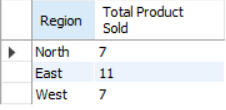 Region Total Product
Sold
North 7
East 11
West 7